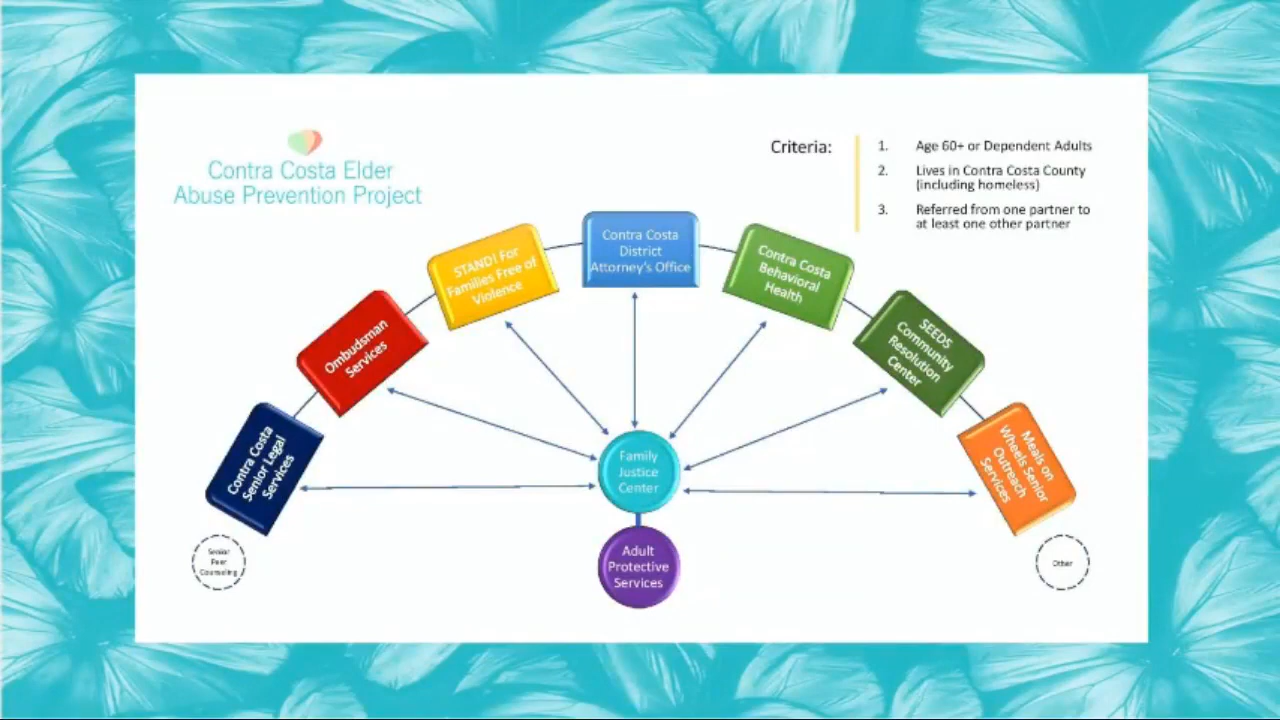 Contra Costa Elder
Abuse Prevention Project
Criteria:
1. Age 60+ or Dependent Adults
2. Lives in Contra Costa County
(including homeless)
3. Referred from one partner to
at least one other partner
Contra Costa
Senior Legal
Services
Ombudsman
Services
STAND! For
Families Free of
Violence
Contra Costa
District
Attorney's Office
Contra Costa
Behavioral
Health
SEEDS
Community
Resolution
Center
Meals on
Wheels Senior
Outreach
Services
Family
Justice
Center
Adult
Protective
Services
Senior
Peer
Counseling
Other